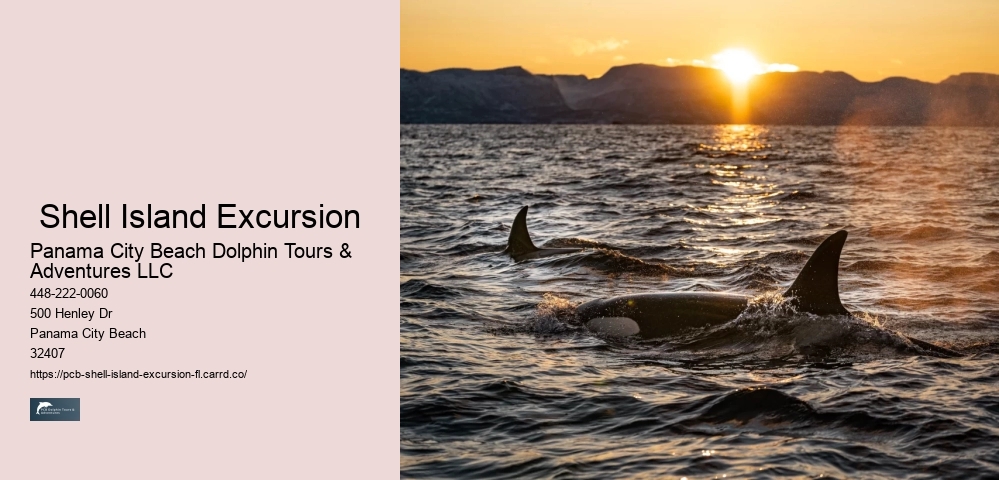 Shell Island Excursion
Panama City Beach Dolphin Tours &
Adventures LLC
448-222-0060
500 Henley Dr
Panama City Beach
32407
https://pcb-shell-island-excursion-fl.carrd.co/